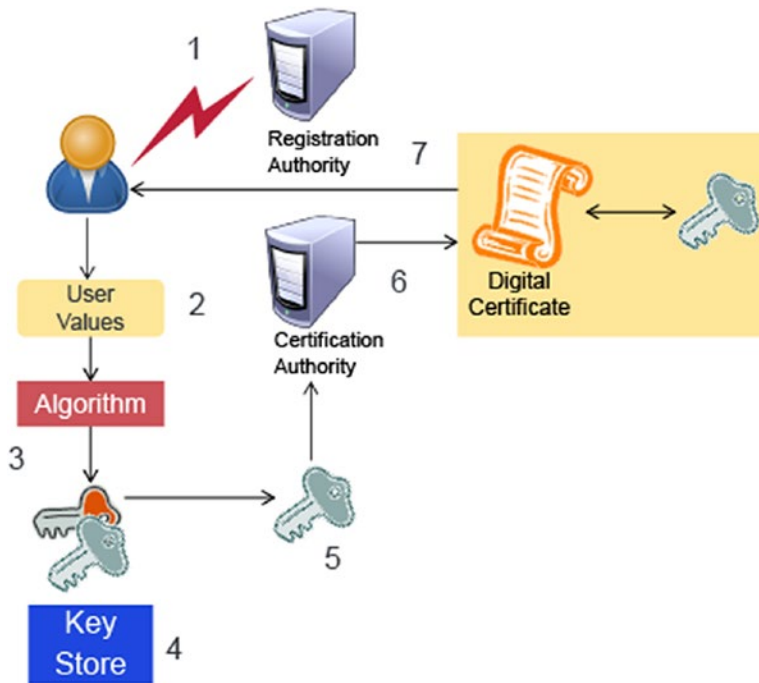 1
Registration
Authority
7
User
Values
2
6
Digital
Certificate
Certification
Authority
Algorithm
3
5
Key
Store
4